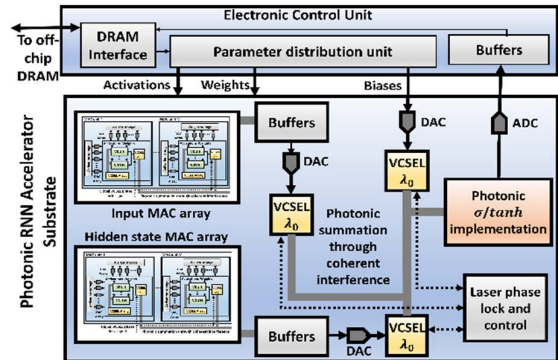 Electronic Control Unit
To off-
chip
DRAM
DRAM
Interface
Parameter distribution unit
Buffers
Activations
Weights
Biases
Photonic RNN Accelerator
Substrate
Input MAC array
Hidden state MAC array
Buffers
DAC
VCSEL
λ₀
DAC
VCSEL
λ₀
ADC
Photonic
summation
through
coherent
interference
Photonic
σ/tanh
implementation
Laser phase
lock and
control
Buffers
DAC
VCSEL
λ₀